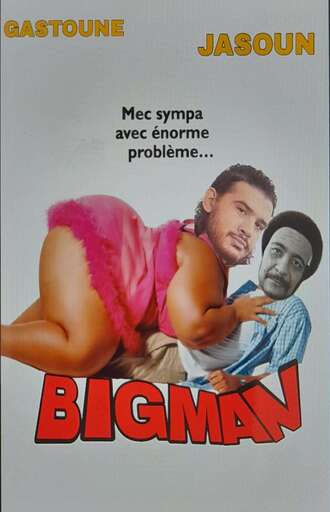 GASTOUNE
JASOUN
Mec sympa
avec énorme
problème...
BIGMAN